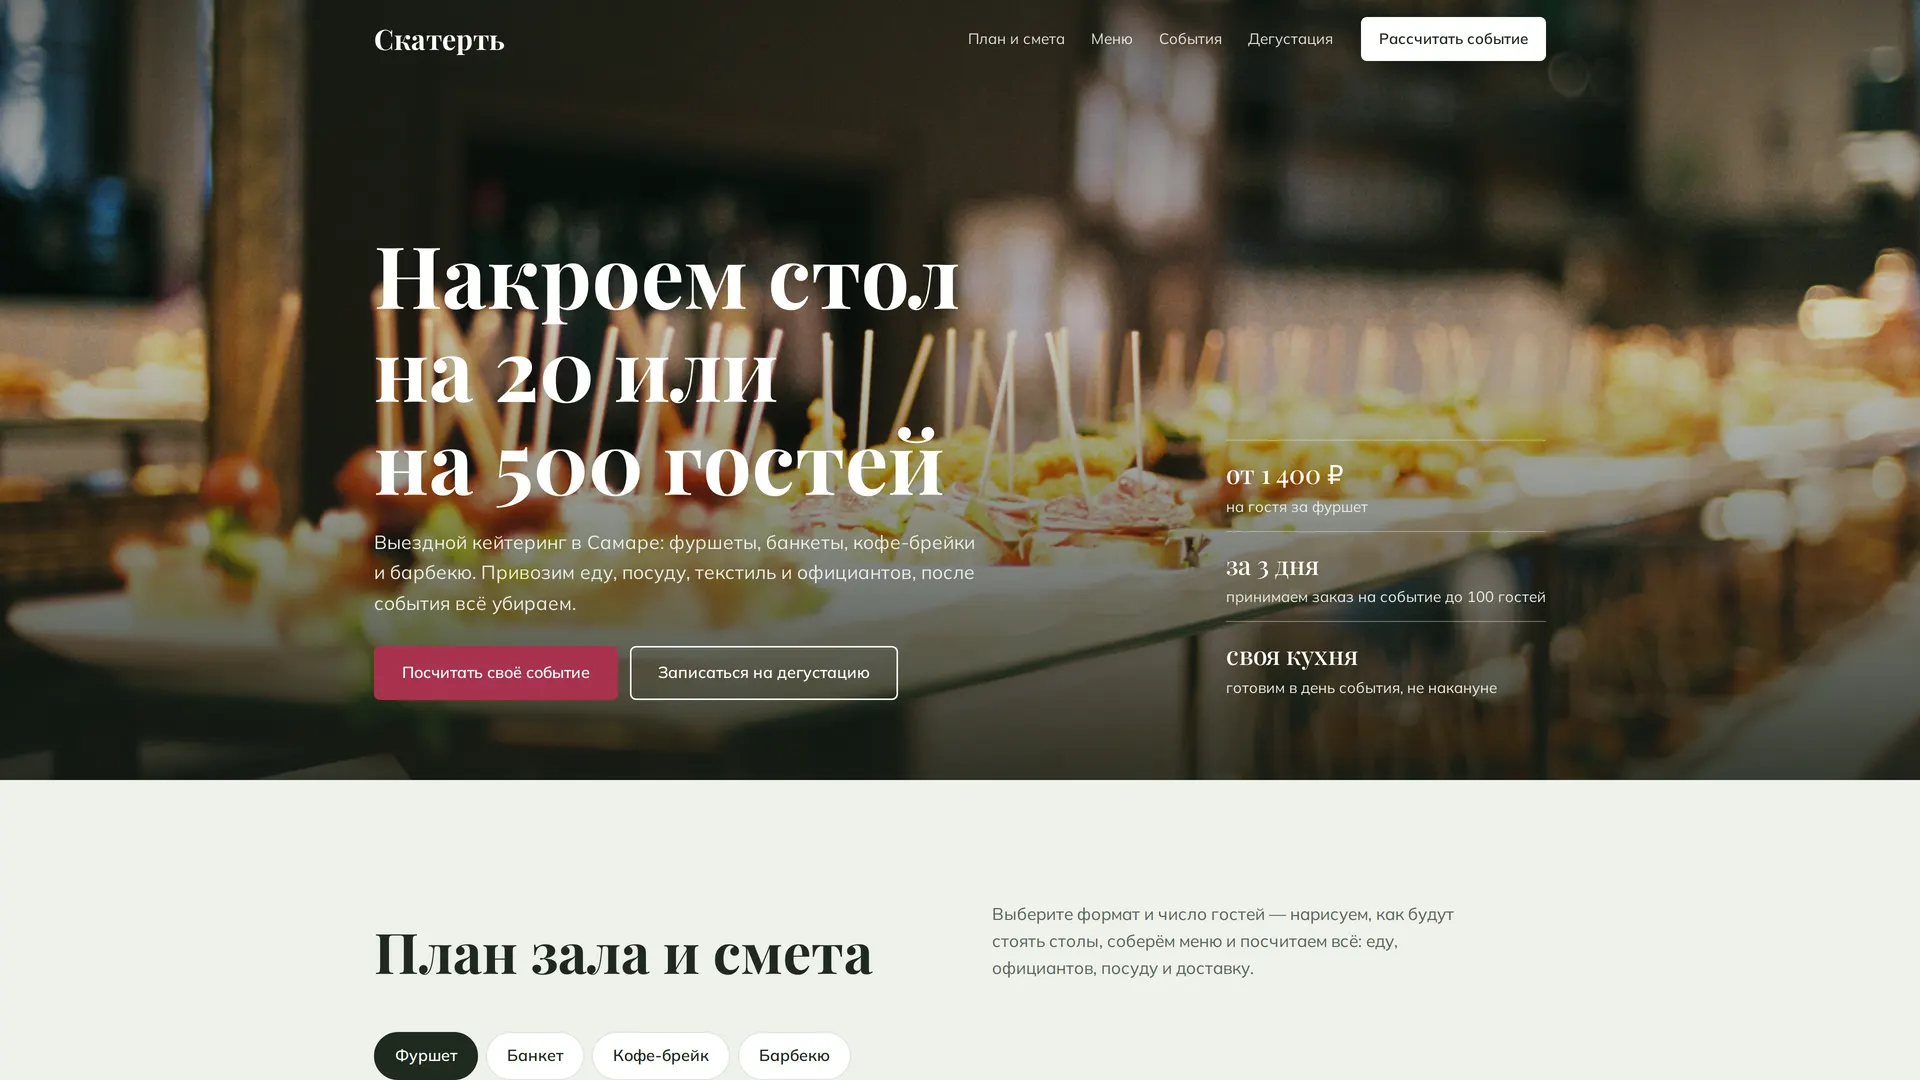 Скатерть
План и смета
Меню
События
Дегустация
Рассчитать событие
Накроем стол
на 20 или
на 500 гостей
Выездной кейтеринг в Самаре: фуршеты, банкеты, кофе-брейки
и барбекю. Привозим еду, посуду, текстиль и официантов, после
события всё убираем.
Посчитать своё событие
Записаться на дегустацию
от 1 400 ₽
на гостя за фуршет
за 3 дня
принимаем заказ на событие до 100 гостей
своя кухня
готовим в день события, не накануне
План зала и смета
Выберите формат и число гостей — нарисуем, как будут
стоять столы, соберём меню и посчитаем всё: еду,
официантов, посуду и доставку.
Фуршет
Банкет
Кофе-брейк
Барбекю